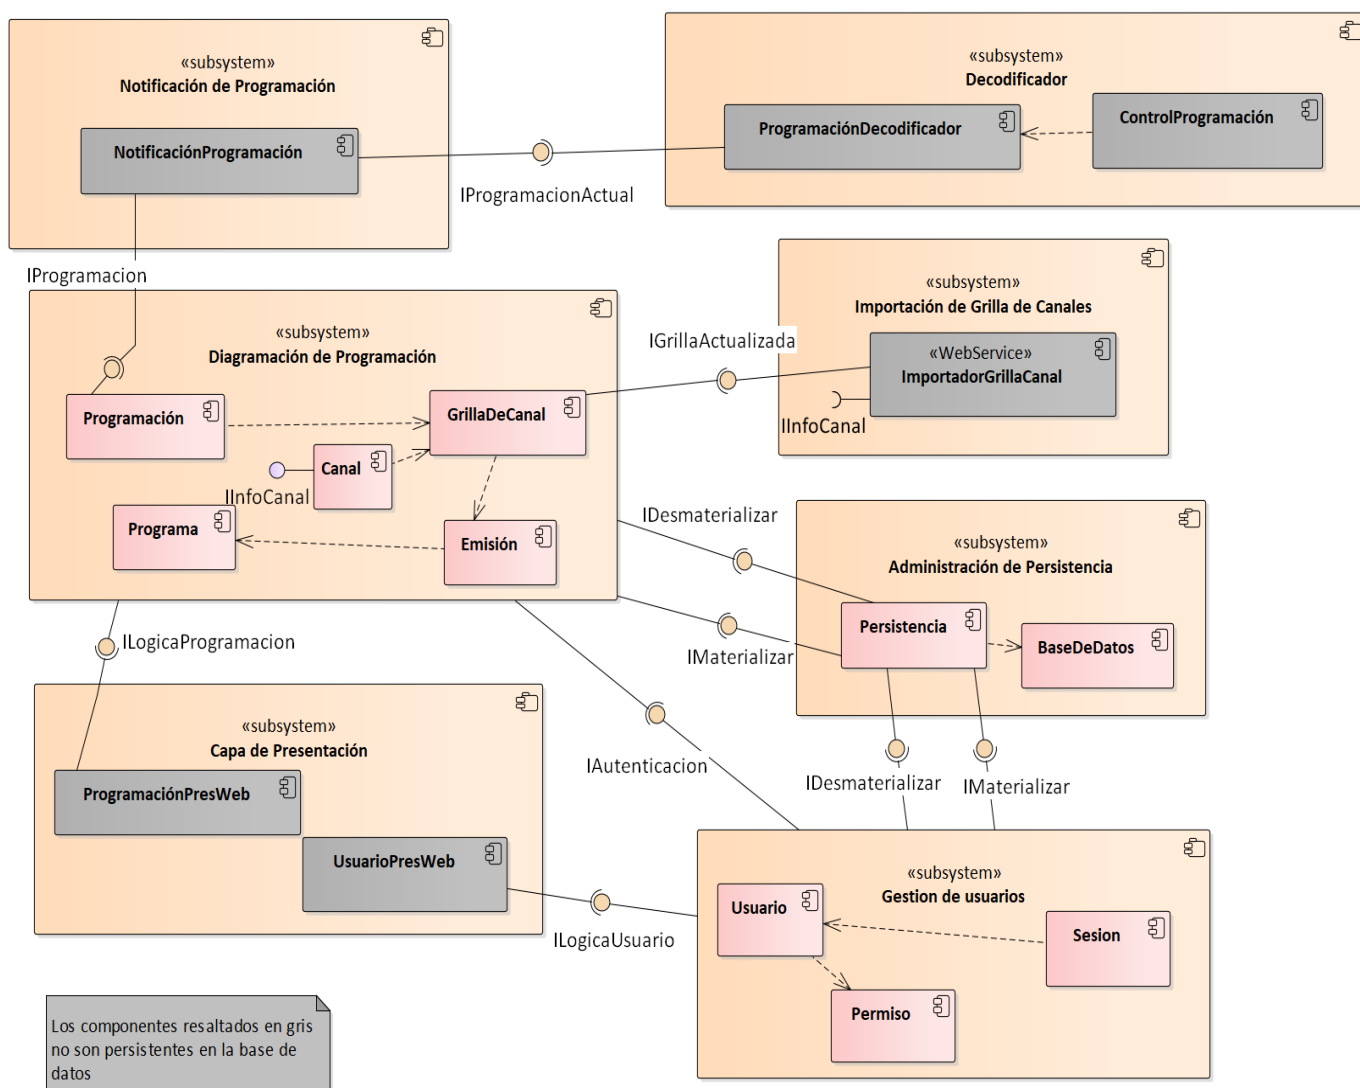 «subsystem»
Notificación de Programación
NotificaciónProgramación
IProgramacionActual
«subsystem»
Decodificador
ProgramaciónDecodificador
ControlProgramación
IProgramacion
«subsystem»
Diagramación de Programación
Programación
GrillaDeCanal
Canal
IInfoCanal
Programa
Emisión
IGrillaActualizada
«subsystem»
Importación de Grilla de Canales
«WebService»
ImportadorGrillaCanal
IInfoCanal
IDesmaterializar
IMaterializar
«subsystem»
Administración de Persistencia
Persistencia
BaseDeDatos
ILogicaProgramacion
«subsystem»
Capa de Presentación
ProgramaciónPresWeb
UsuarioPresWeb
IAutenticacion
IDesmaterializar
IMaterializar
ILogicaUsuario
«subsystem»
Gestion de usuarios
Usuario
Sesion
Permiso
Los componentes resaltados en gris
no son persistentes en la base de
datos